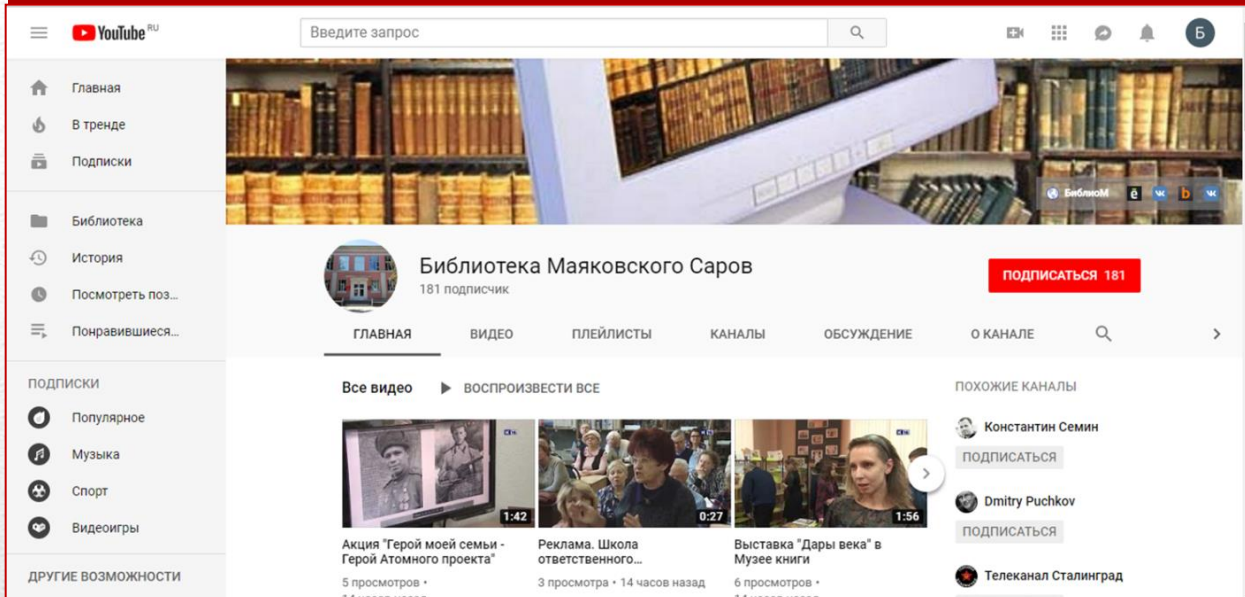 YouTube RU
Введите запрос
Б
Главная
В тренде
Подписки
Библиотека
История
Посмотреть поз...
Понравившиеся...
ПОДПИСКИ
Популярное
Музыка
Спорт
Видеоигры
ДРУГИЕ ВОЗМОЖНОСТИ
БиблиоМ
Библиотека Маяковского Саров
181 подписчик
ПОДПИСАТЬСЯ 181
ГЛАВНАЯ ВИДЕО ПЛЕЙЛИСТЫ КАНАЛЫ ОБСУЖДЕНИЕ О КАНАЛЕ
Все видео ВОСПРОИЗВЕСТИ ВСЕ
1:42
Акция "Герой моей семьи -
Герой Атомного проекта"
5 просмотров •
0:27
Реклама. Школа
ответственного...
3 просмотра • 14 часов назад
1:56
Выставка "Дары века" в
Музее книги
6 просмотров •
ПОХОЖИЕ КАНАЛЫ
Константин Семин
ПОДПИСАТЬСЯ
Dmitry Puchkov
ПОДПИСАТЬСЯ
Телеканал Сталинград